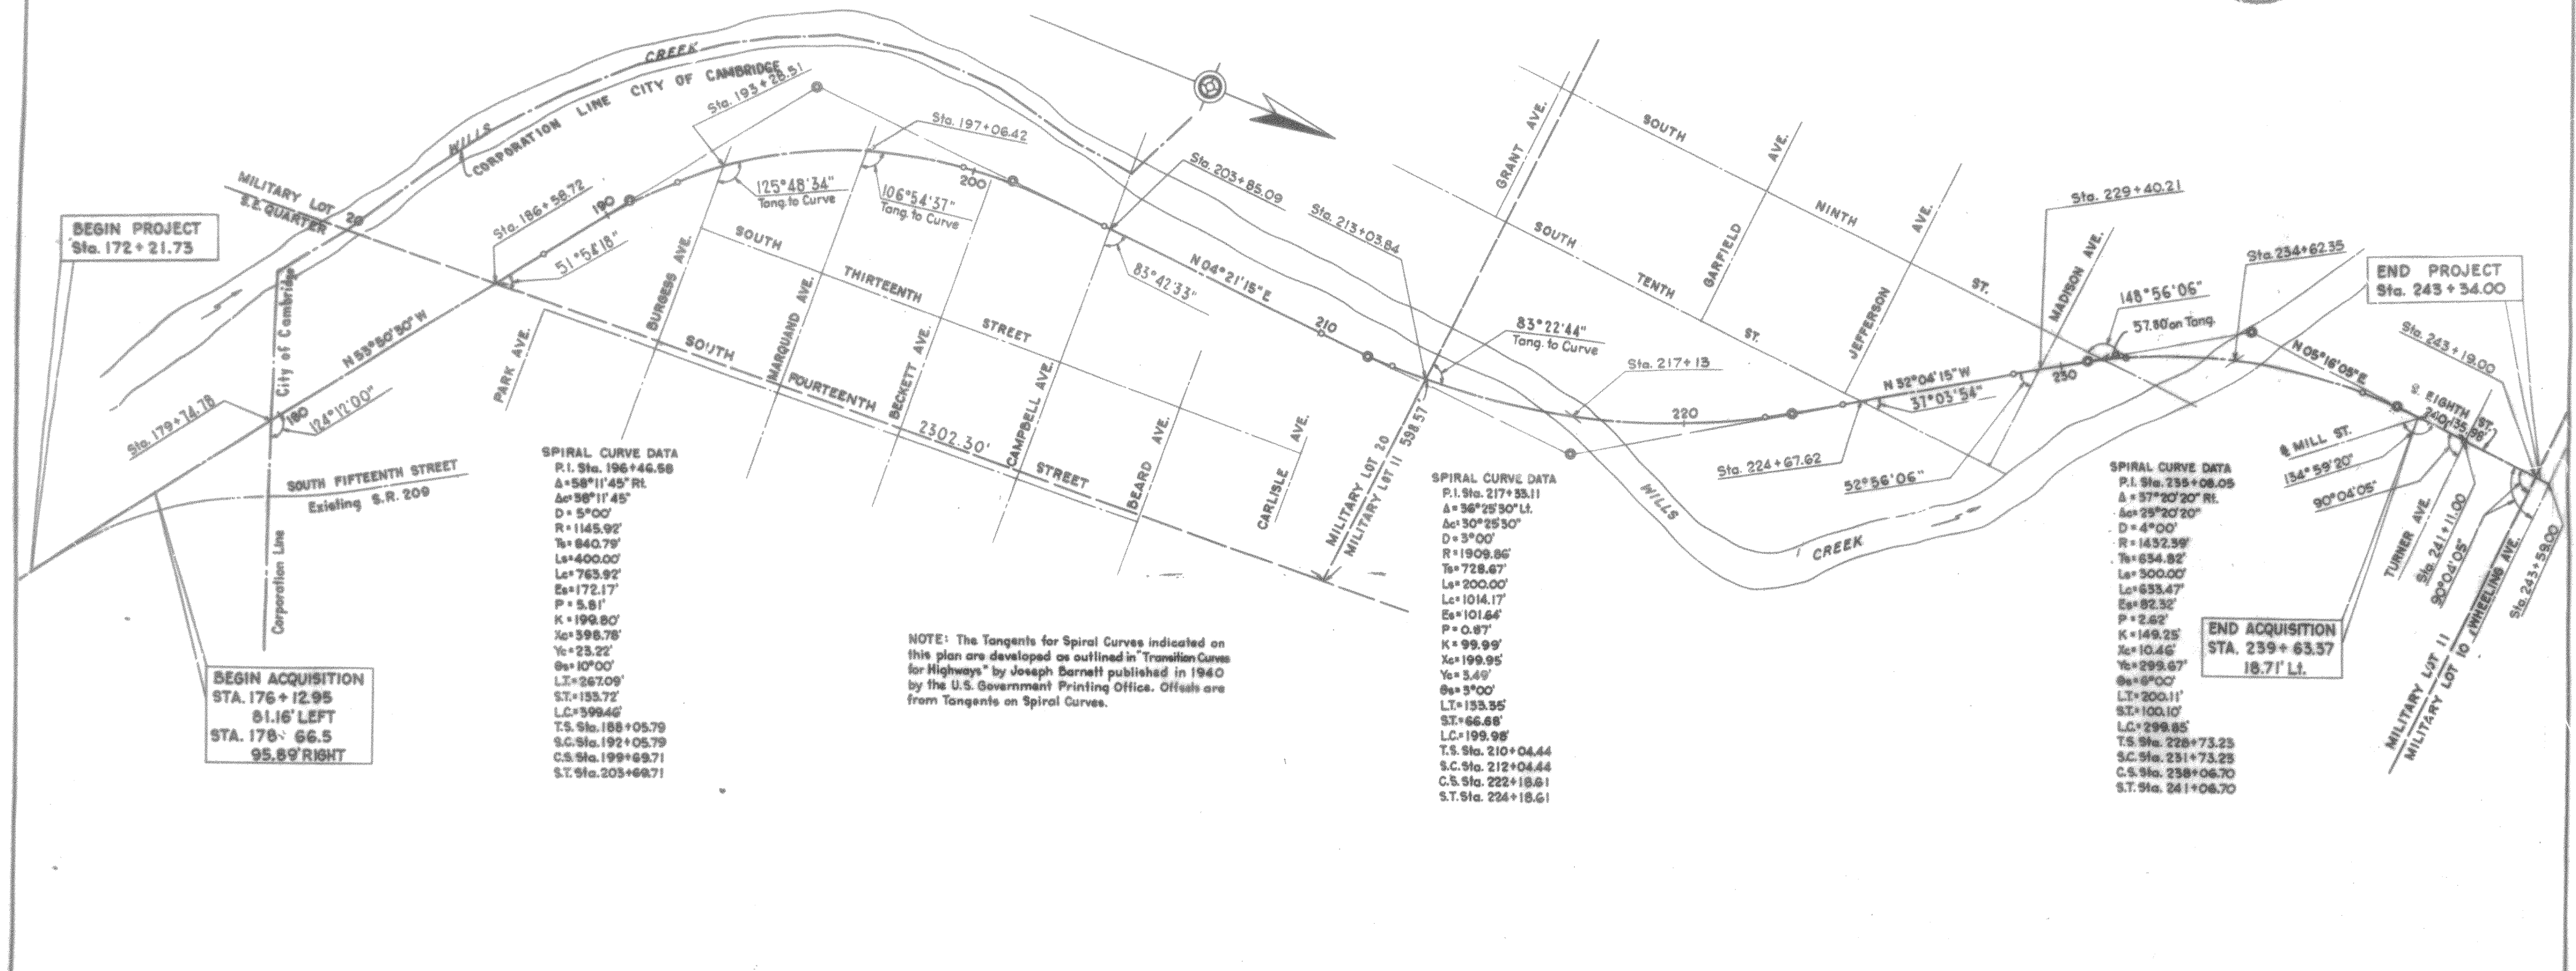 BEGIN PROJECT
Sta. 172+21.73
MILITARY LOT 20
S.E. QUARTER
WILLS
CREEK
CORPORATION LINE CITY OF CAMBRIDGE
City of Cambridge
Corporation Line
Sta. 179+74.78
180
124°12'00"
N 53°50'30" W
SOUTH FIFTEENTH STREET
Existing S.R. 209
BEGIN ACQUISITION
STA. 176+12.95
81.16' LEFT
STA. 178+ 66.5
95.89' RIGHT
Sta. 186+58.72
190
51°54'18"
Sta. 193+28.51
125°48'34"
Tang. to Curve
Sta. 197+06.42
106°54'37"
Tang. to Curve
200
Sta. 203+85.09
83°42'33"
N 04°21'15" E
PARK AVE.
BURGESS AVE.
MARQUAND AVE.
BECKETT AVE.
CAMPBELL AVE.
BEARD AVE.
CARLISLE AVE.
SOUTH THIRTEENTH STREET
SOUTH FOURTEENTH STREET
2302.30'
SPIRAL CURVE DATA
P.I. Sta. 196+46.58
Δ=58°11'45" Rt.
Δc=38°11'45"
D = 5°00'
R=1145.92'
Ts=840.79'
Ls=400.00'
Lc=763.92'
Es=172.17'
P = 5.81'
K =199.80'
Xc=398.78'
Yc=23.22'
θs=10°00'
L.T.=267.09'
S.T.=133.72'
L.C.=399.46'
T.S. Sta. 188+05.79
S.C. Sta. 192+05.79
C.S. Sta. 199+69.71
S.T. Sta. 203+69.71
NOTE: The Tangents for Spiral Curves indicated on
this plan are developed as outlined in "Transition Curves
for Highways" by Joseph Barnett published in 1940
by the U.S. Government Printing Office. Offsets are
from Tangents on Spiral Curves.
210
Sta. 213+03.84
83°22'44"
Tang. to Curve
MILITARY LOT 20
MILITARY LOT 11
598.57'
Sta. 217+13
220
GRANT AVE.
GARFIELD AVE.
JEFFERSON AVE.
MADISON AVE.
SOUTH NINTH ST.
SOUTH TENTH ST.
WILLS
CREEK
SPIRAL CURVE DATA
P.I. Sta. 217+33.11
Δ=36°25'30" Lt.
Δc=30°25'30"
D=3°00'
R=1909.86'
Ts=728.67'
Ls=200.00'
Lc=1014.17'
Es=101.64'
P=0.87'
K = 99.99'
Xc=199.95'
Yc=3.49'
θs=3°00'
L.T.=133.35'
S.T.=66.68'
L.C.=199.98'
T.S. Sta. 210+04.44
S.C. Sta. 212+04.44
C.S. Sta. 222+18.61
S.T. Sta. 224+18.61
Sta. 224+67.62
N 32°04'15" W
37°03'54"
52°56'06"
Sta. 229+40.21
230
148°56'06"
57.80' on Tang.
Sta. 234+62.35
N 05°16'05" E
END PROJECT
Sta. 243+34.00
Sta. 243+19.00
S. EIGHTH ST.
240
135.98'
℄ MILL ST.
134°59'20"
90°04'05"
TURNER AVE.
Sta. 241+11.00
90°04'05"
WHEELING AVE.
Sta. 243+59.00
MILITARY LOT 11
MILITARY LOT 10
END ACQUISITION
STA. 239+63.37
18.71' Lt.
SPIRAL CURVE DATA
P.I. Sta. 235+08.05
Δ=37°20'20" Rt.
Δc=25°20'20"
D=4°00'
R=1432.39'
Ts=634.82'
Ls=300.00'
Lc=633.47'
Es=82.32'
P=2.62'
K=149.25'
Xc=10.46'
Yc=299.67'
θs=6°00'
L.T.=200.11'
S.T.=100.10'
L.C.=299.85'
T.S. Sta. 228+73.23
S.C. Sta. 231+73.23
C.S. Sta. 238+06.70
S.T. Sta. 241+06.70